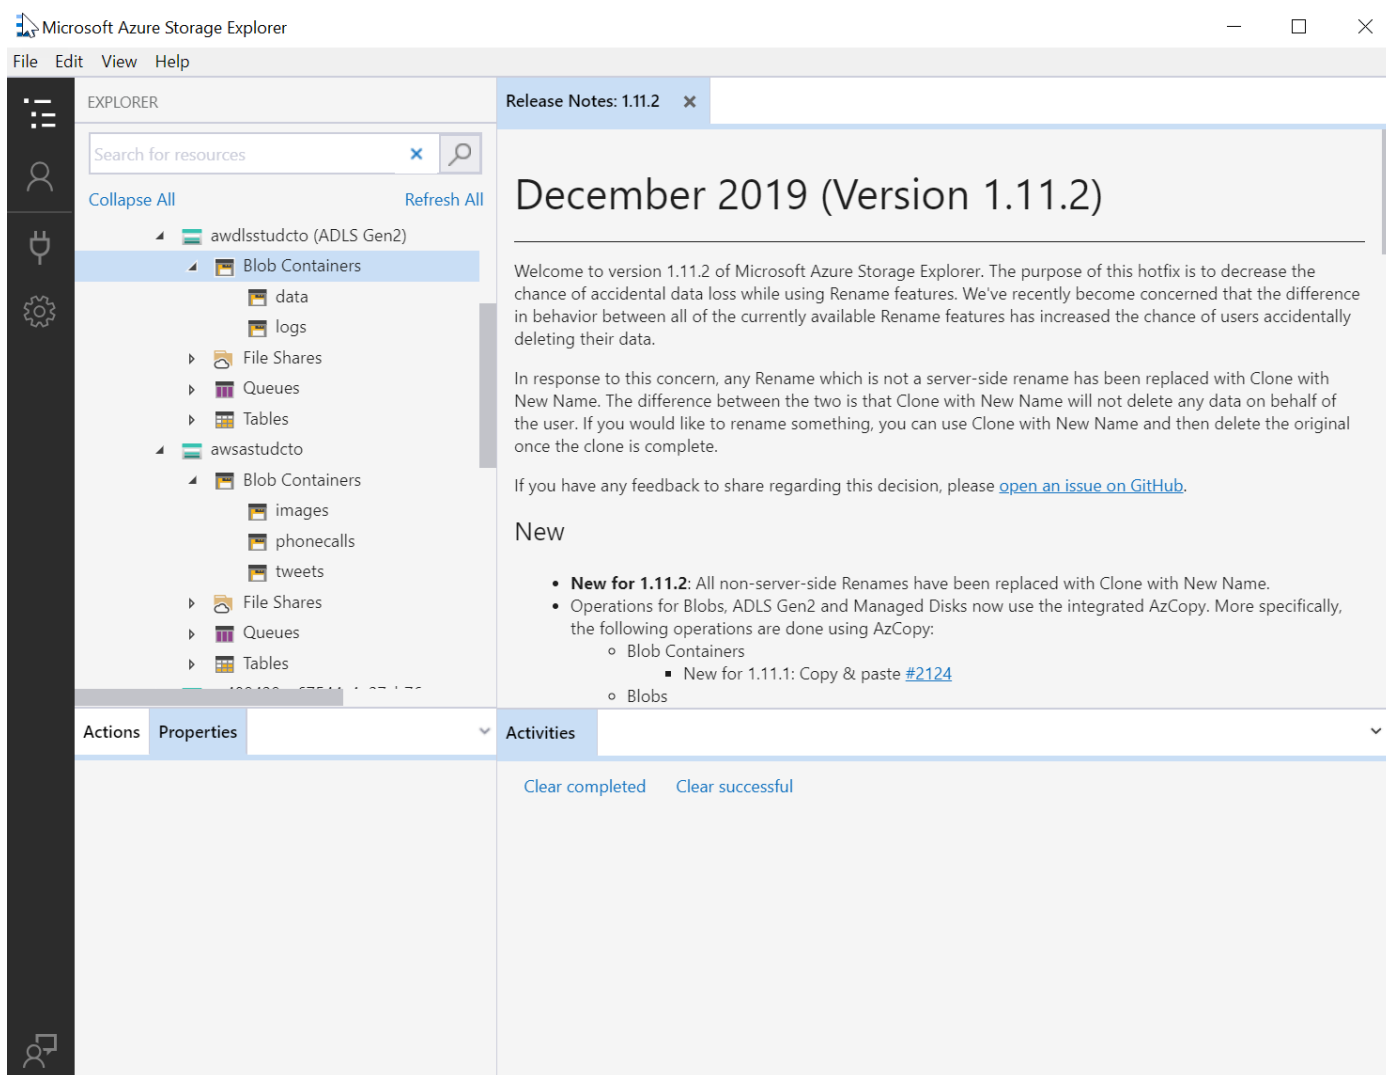 Microsoft Azure Storage Explorer
File Edit View Help
EXPLORER
Search for resources
Collapse All Refresh All
awdlsstudcto (ADLS Gen2)
Blob Containers
data
logs
File Shares
Queues
Tables
awsastudcto
Blob Containers
images
phonecalls
tweets
File Shares
Queues
Tables
Actions Properties
Release Notes: 1.11.2
December 2019 (Version 1.11.2)
Welcome to version 1.11.2 of Microsoft Azure Storage Explorer. The purpose of this hotfix is to decrease the
chance of accidental data loss while using Rename features. We've recently become concerned that the difference
in behavior between all of the currently available Rename features has increased the chance of users accidentally
deleting their data.
In response to this concern, any Rename which is not a server-side rename has been replaced with Clone with
New Name. The difference between the two is that Clone with New Name will not delete any data on behalf of
the user. If you would like to rename something, you can use Clone with New Name and then delete the original
once the clone is complete.
If you have any feedback to share regarding this decision, please open an issue on GitHub.
New
• New for 1.11.2: All non-server-side Renames have been replaced with Clone with New Name.
• Operations for Blobs, ADLS Gen2 and Managed Disks now use the integrated AzCopy. More specifically,
the following operations are done using AzCopy:
◦ Blob Containers
▪ New for 1.11.1: Copy & paste #2124
◦ Blobs
Activities
Clear completed Clear successful